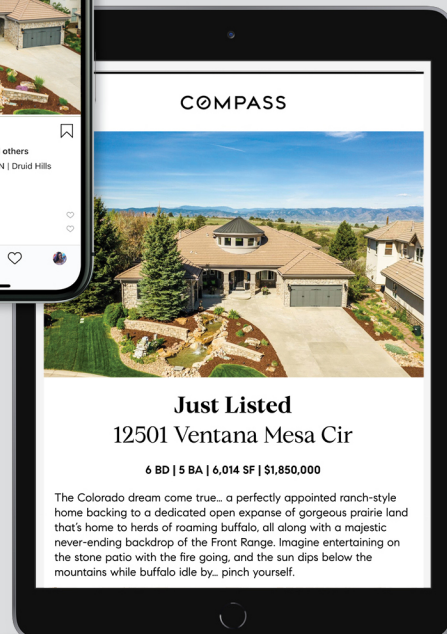 others
N | Druid Hills
COMPASS
Just Listed
12501 Ventana Mesa Cir
6 BD | 5 BA | 6,014 SF | $1,850,000
The Colorado dream come true... a perfectly appointed ranch-style
home backing to a dedicated open expanse of gorgeous prairie land
that's home to herds of roaming buffalo, all along with a majestic
never-ending backdrop of the Front Range. Imagine entertaining on
the stone patio with the fire going, and the sun dips below the
mountains while buffalo idle by... pinch yourself.